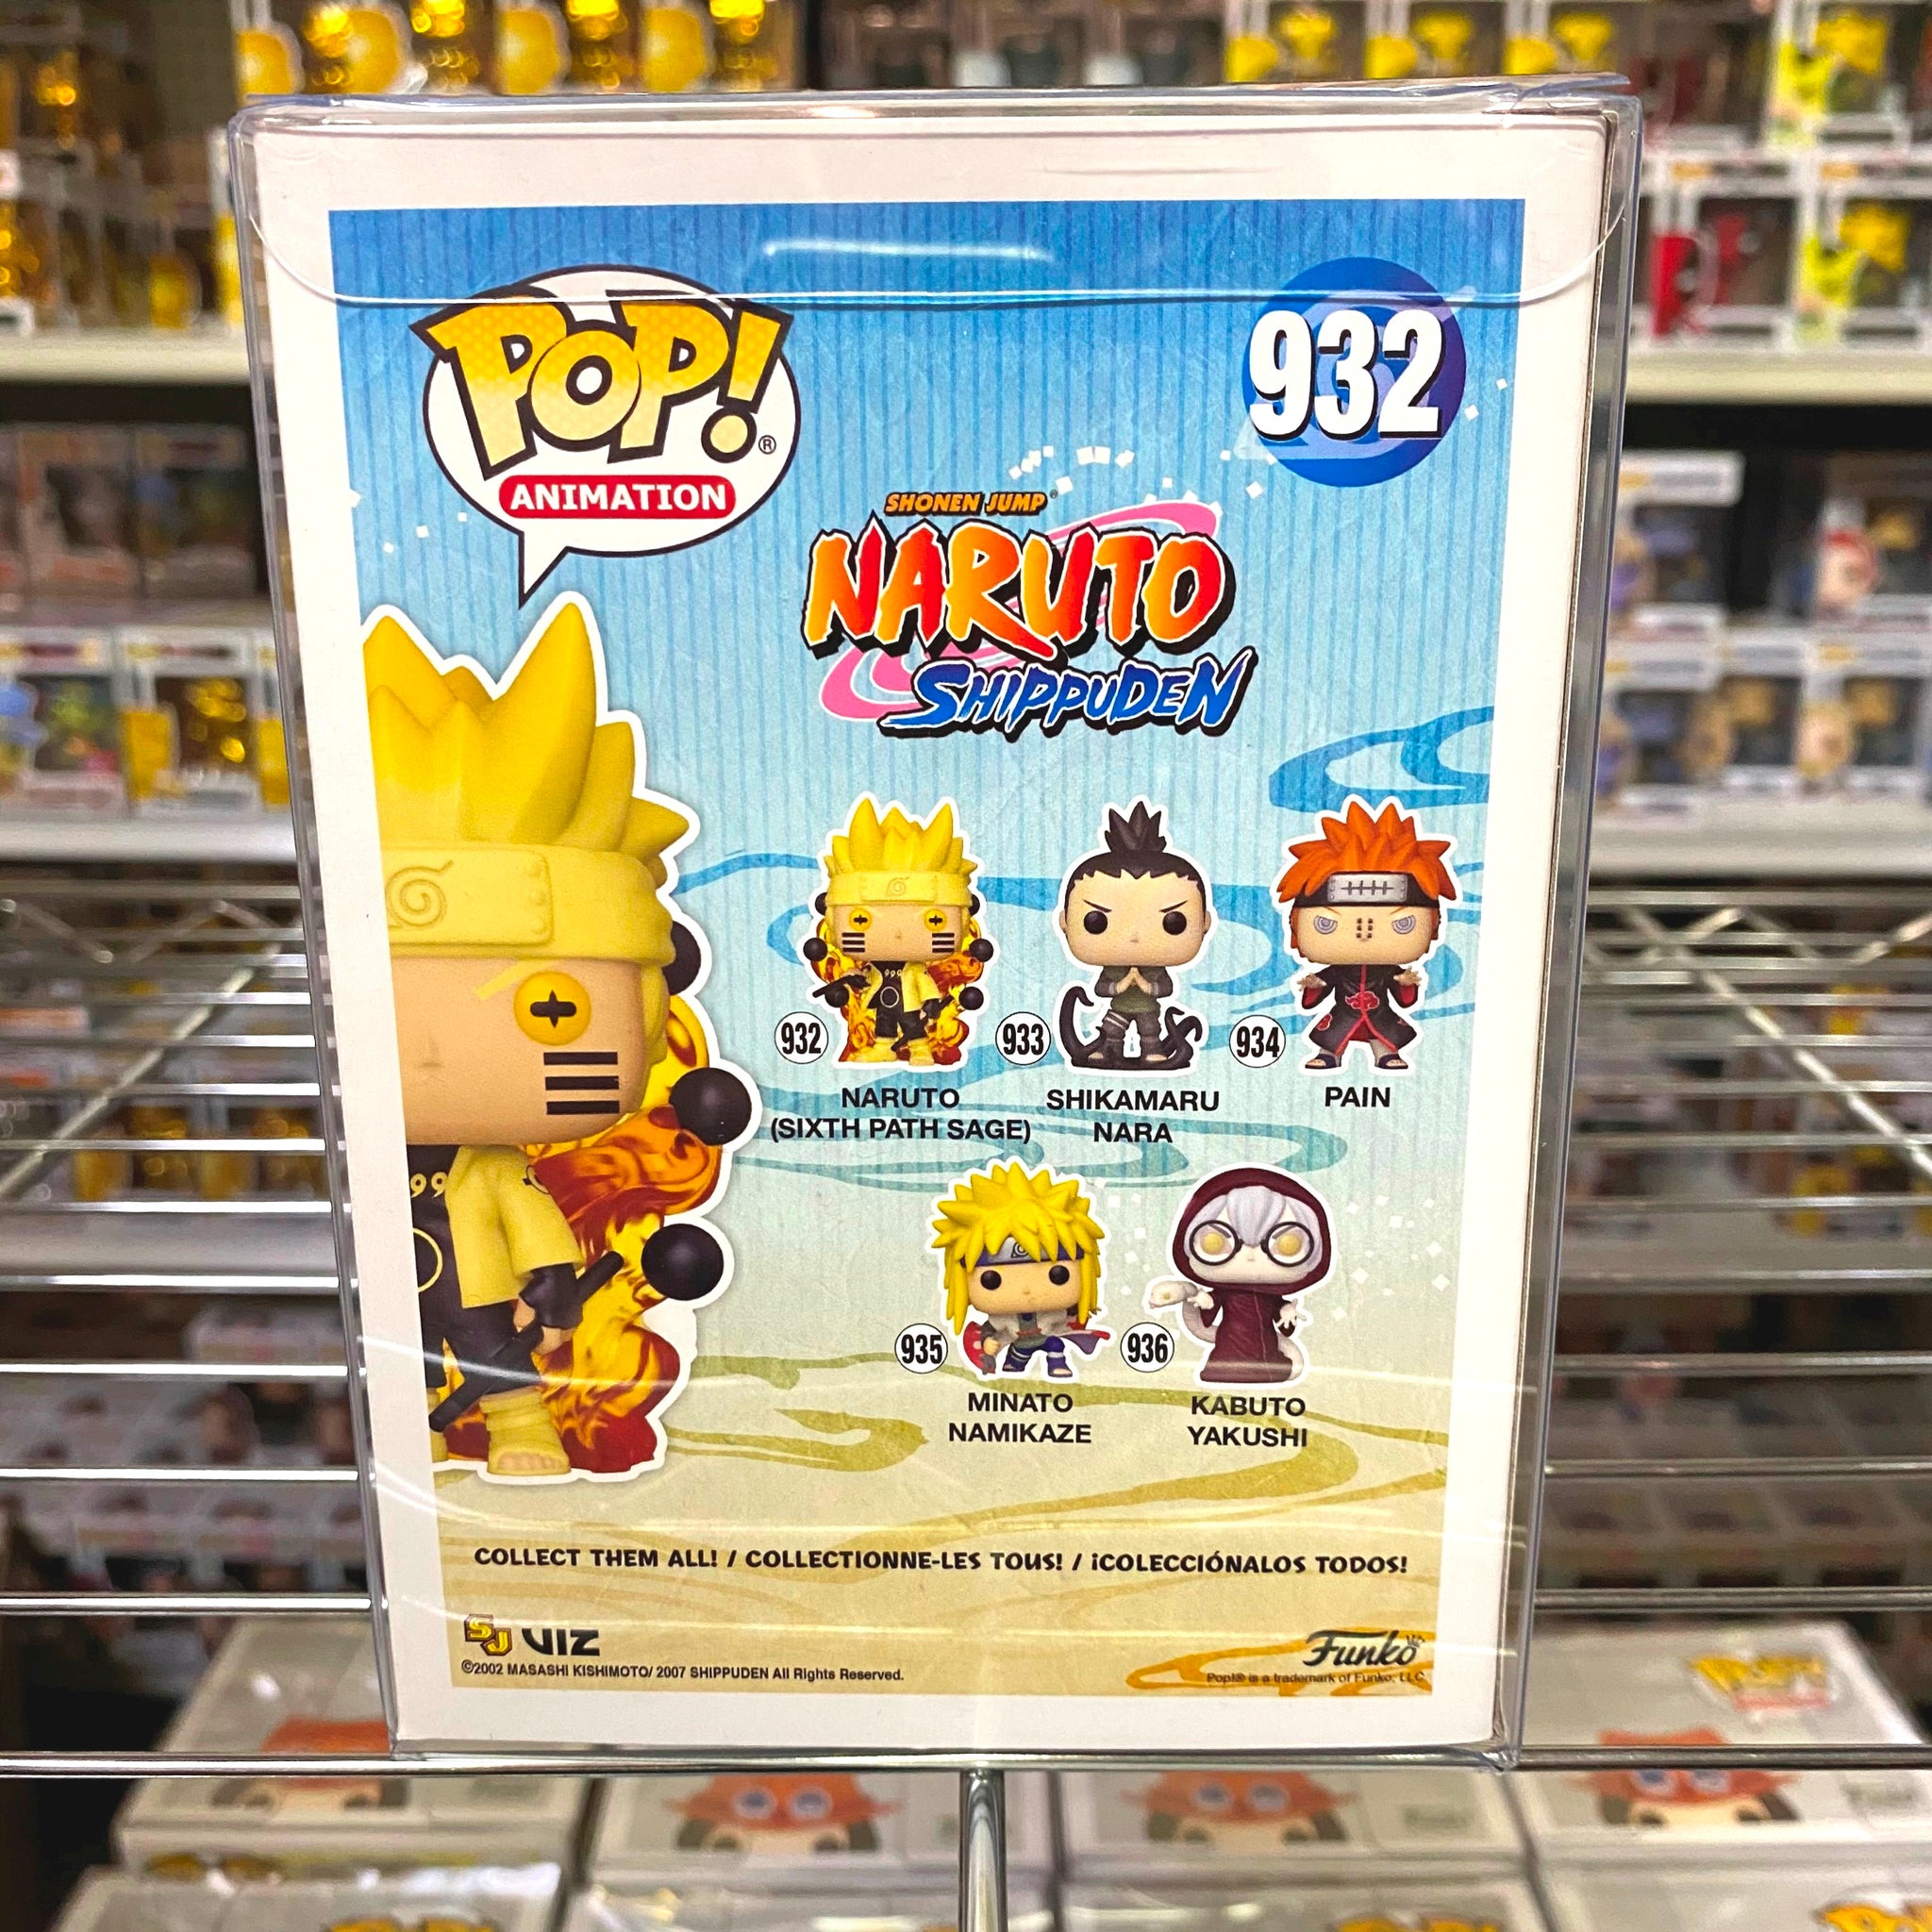 POP!®
ANIMATION
932
SHONEN JUMP®
NARUTO
SHIPPUDEN
932
NARUTO
(SIXTH PATH SAGE)
933
SHIKAMARU
NARA
934
PAIN
935
MINATO
NAMIKAZE
936
KABUTO
YAKUSHI
COLLECT THEM ALL! / COLLECTIONNE-LES TOUS! / ¡COLECCIÓNALOS TODOS!
SJ VIZ
©2002 MASASHI KISHIMOTO/ 2007 SHIPPUDEN All Rights Reserved.
Funko
Pop!® is a trademark of Funko, LLC